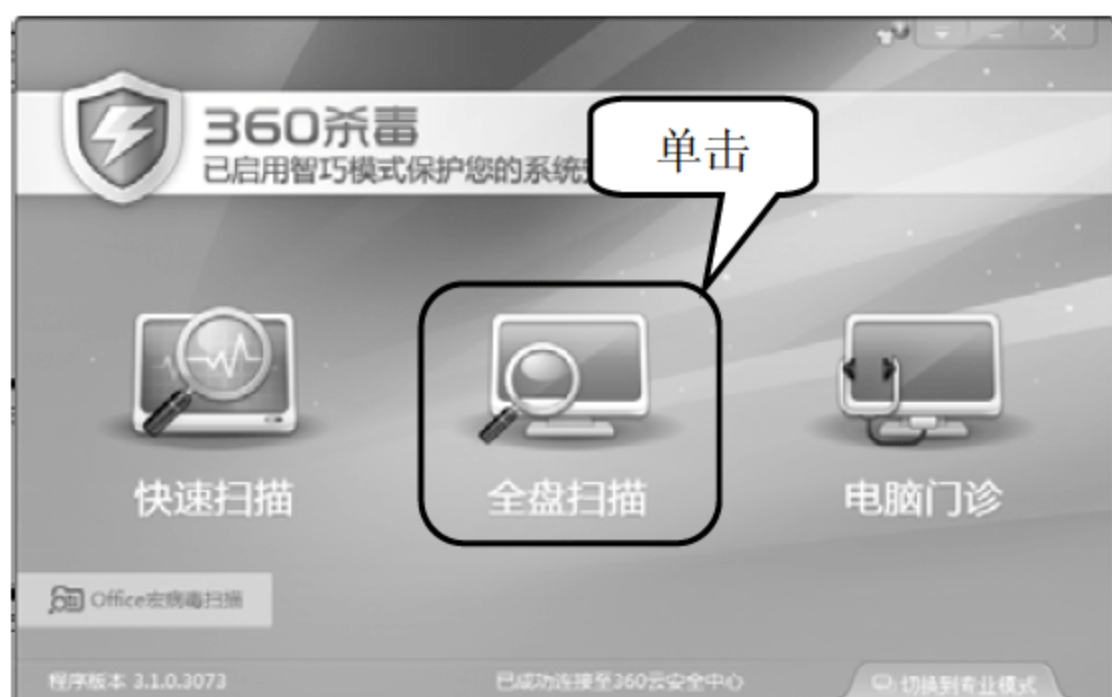 360杀毒
已启用智巧模式保护您的系统
单击
快速扫描
全盘扫描
电脑门诊
Office宏病毒扫描
程序版本 3.1.0.3073
已成功连接至360云安全中心
切换到专业模式